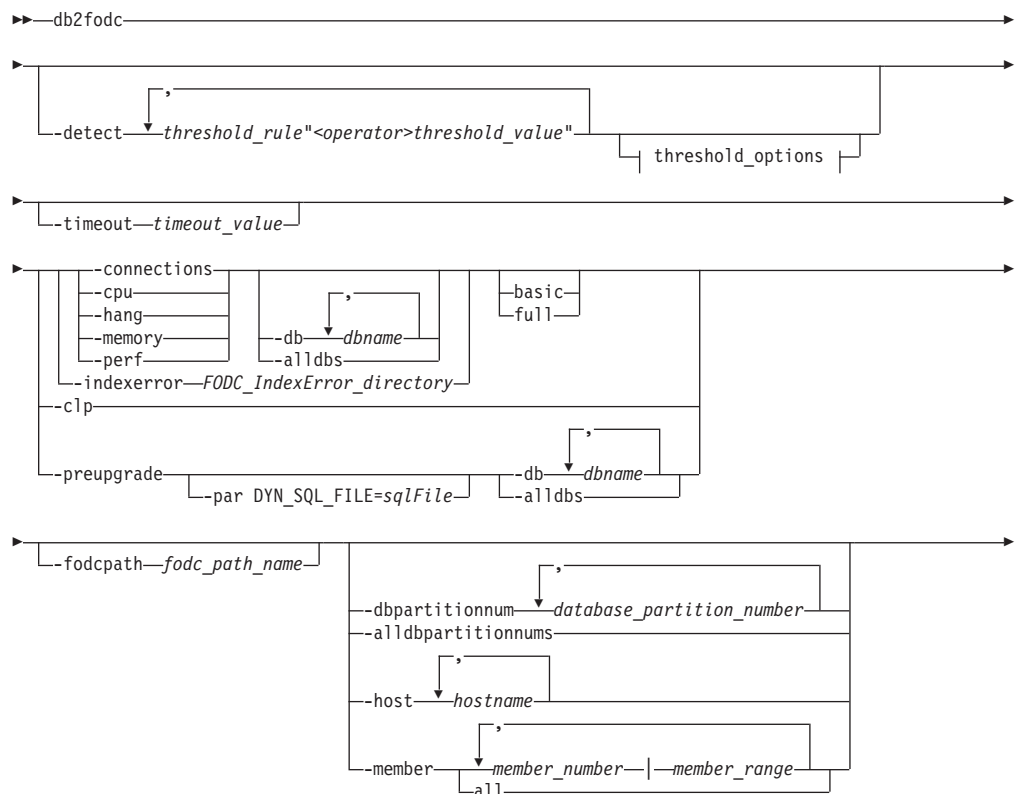 db2fodc
,
-detect threshold_rule"<operator>threshold_value"
threshold_options
-timeout timeout_value
-connections
-cpu
-hang
-memory
-perf
,
-db dbname
-alldbs
basic
full
-indexerror FODC_IndexError_directory
-clp
-preupgrade
-par DYN_SQL_FILE=sqlFile
,
-db dbname
-alldbs
-fodcpath fodc_path_name
,
-dbpartitionnum database_partition_number
-alldbpartitionnums
,
-host hostname
,
-member member_number | member_range
all